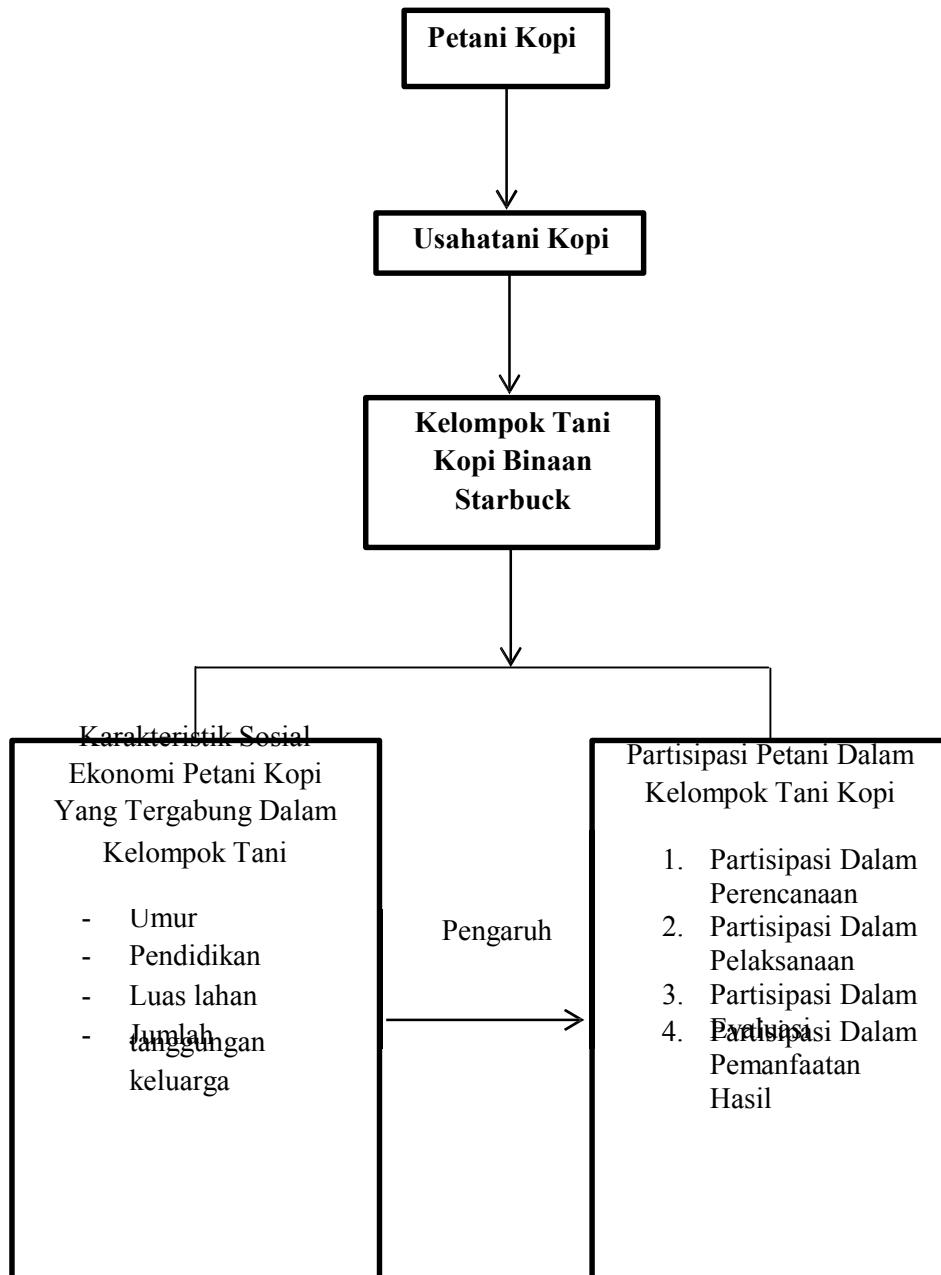 Petani Kopi
Usahatani Kopi
Kelompok Tani
Kopi Binaan
Starbuck
Karakteristik Sosial
Ekonomi Petani Kopi
Yang Tergabung Dalam
Kelompok Tani
- Umur
- Pendidikan
- Luas lahan
- Jumlah
tanggungan
keluarga
Pengaruh
Partisipasi Petani Dalam
Kelompok Tani Kopi
1. Partisipasi Dalam
Perencanaan
2. Partisipasi Dalam
Pelaksanaan
3. Partisipasi Dalam
Evaluasi
4. Partisipasi Dalam
Pemanfaatan
Hasil